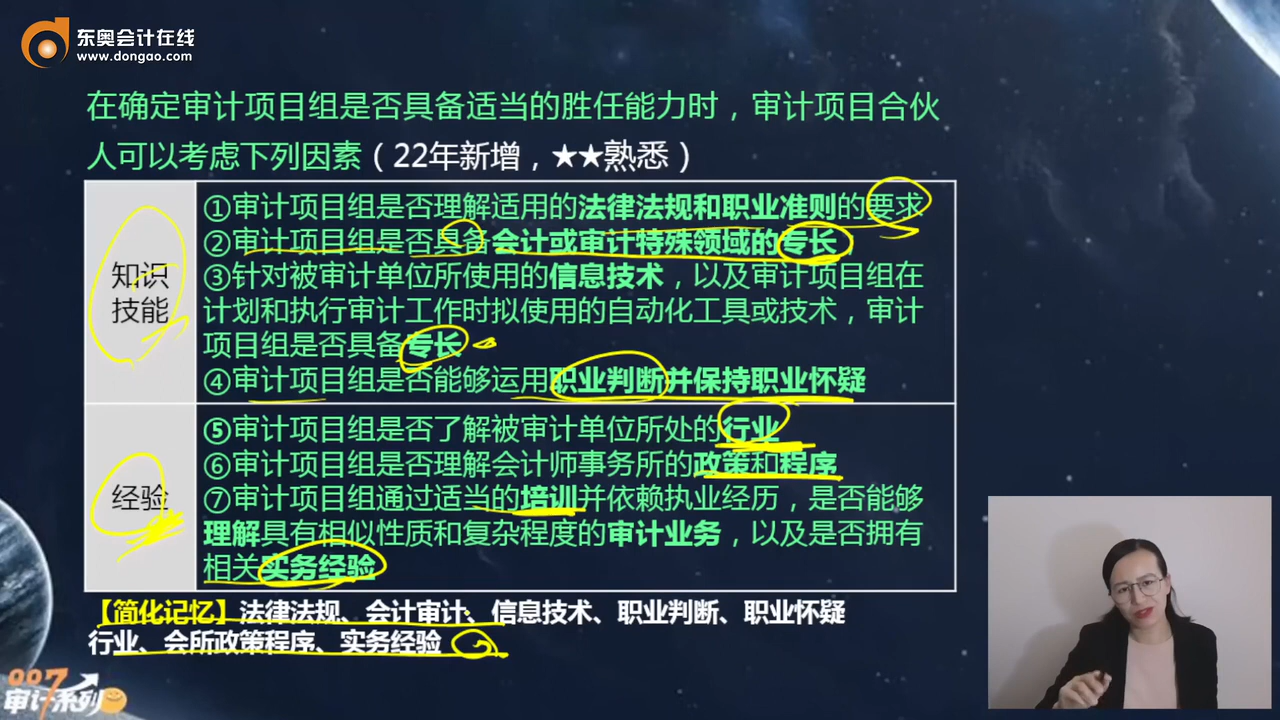 东奥会计在线
www.dongao.com
在确定审计项目组是否具备适当的胜任能力时，审计项目合伙
人可以考虑下列因素（22年新增，★★熟悉）
知识
技能
①审计项目组是否理解适用的法律法规和职业准则的要求
②审计项目组是否具备会计或审计特殊领域的专长
③针对被审计单位所使用的信息技术，以及审计项目组在
计划和执行审计工作时拟使用的自动化工具或技术，审计
项目组是否具备专长
④审计项目组是否能够运用职业判断并保持职业怀疑
经验
⑤审计项目组是否了解被审计单位所处的行业
⑥审计项目组是否理解会计师事务所的政策和程序
⑦审计项目组通过适当的培训并依赖执业经历，是否能够
理解具有相似性质和复杂程度的审计业务，以及是否拥有
相关实务经验
【简化记忆】法律法规、会计审计、信息技术、职业判断、职业怀疑
行业、会所政策程序、实务经验
007
审计系列